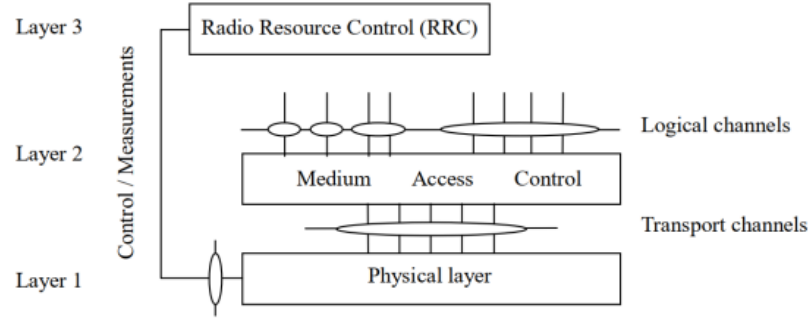 Layer 3
Radio Resource Control (RRC)
Control / Measurements
Logical channels
Layer 2
Medium Access Control
Transport channels
Layer 1
Physical layer